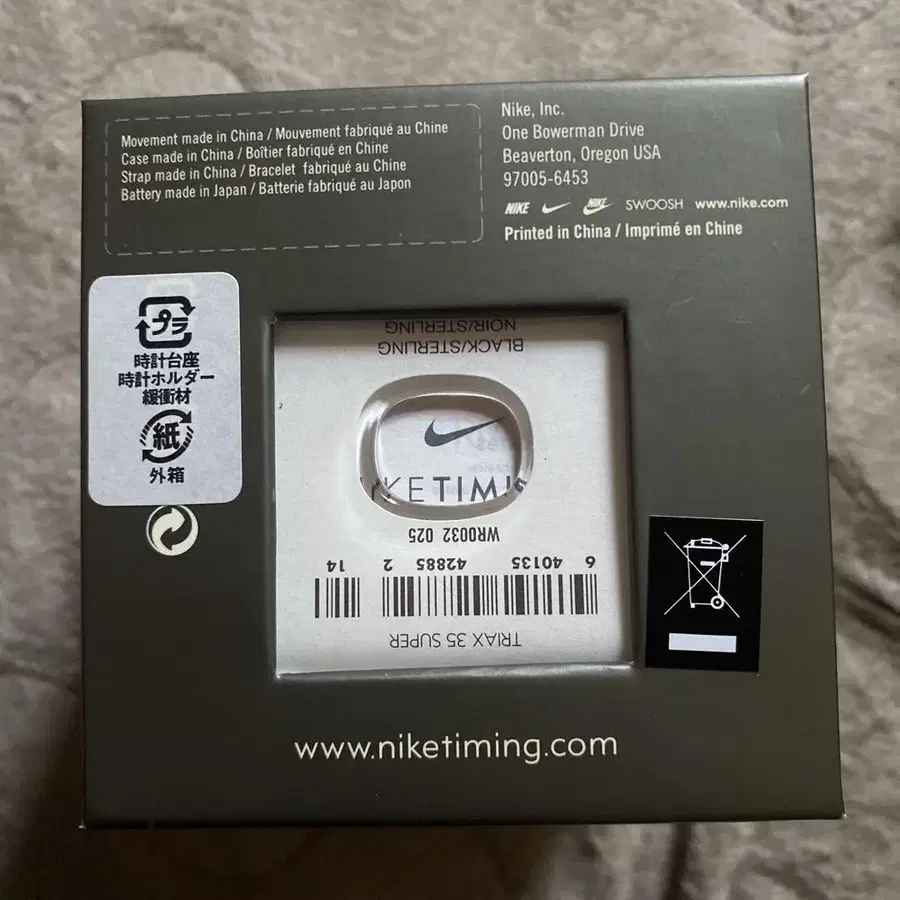 Movement made in China / Mouvement fabriqué au Chine
Case made in China / Boîtier fabriqué en Chine
Strap made in China / Bracelet fabriqué au Chine
Battery made in Japan / Batterie fabriqué au Japon
Nike, Inc.
One Bowerman Drive
Beaverton, Oregon USA
97005-6453
NIKE NIKE SWOOSH www.nike.com
Printed in China / Imprimé en Chine
プラ
時計台座
時計ホルダー
緩衝材
紙
外箱
TRIAX 35 SUPER
6 40135 42885 2 14
WR0032 025
NIKETIMIN
BLACK/STERLING
NOIR/STERLING
www.niketiming.com